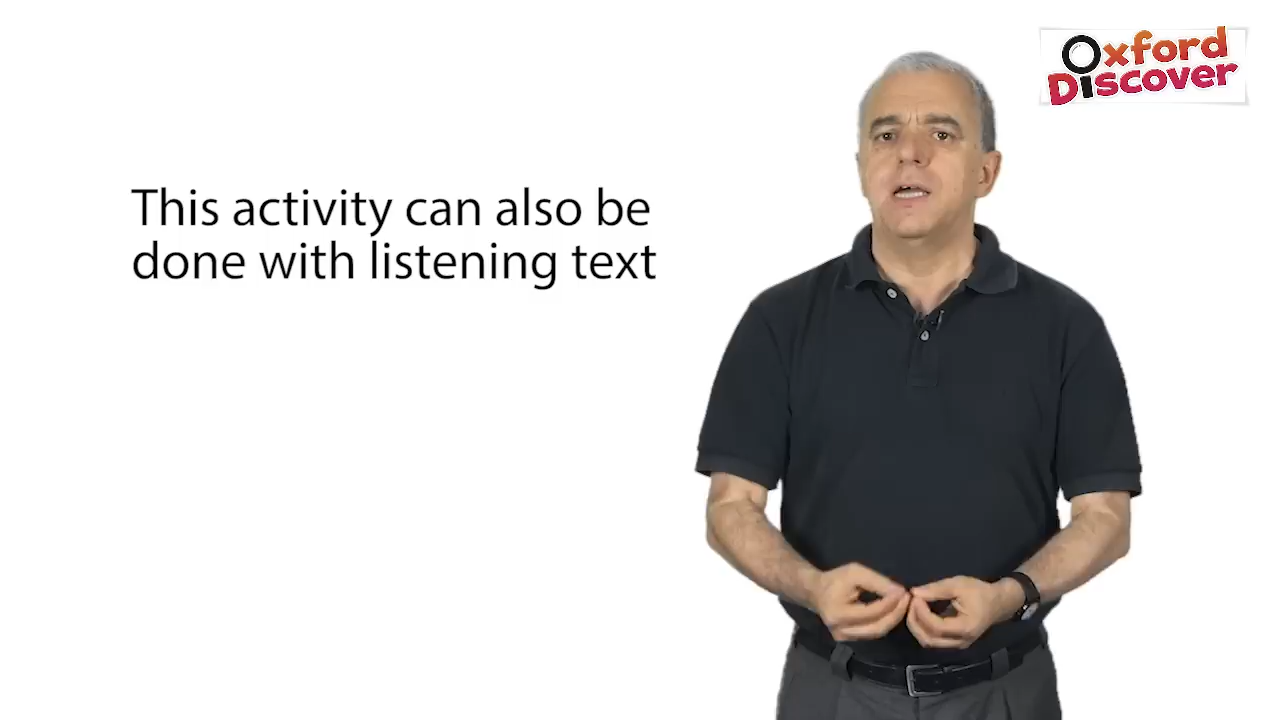 Oxford
Discover
This activity can also be
done with listening text